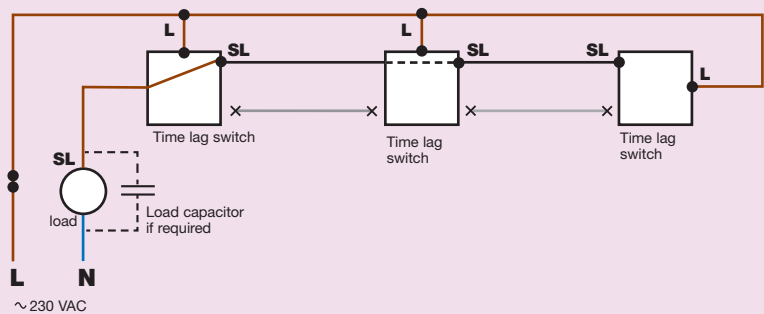 L
L
SL
SL
SL
L
Time lag switch
Time lag
switch
Time lag
switch
SL
load
Load capacitor
if required
L
N
~ 230 VAC